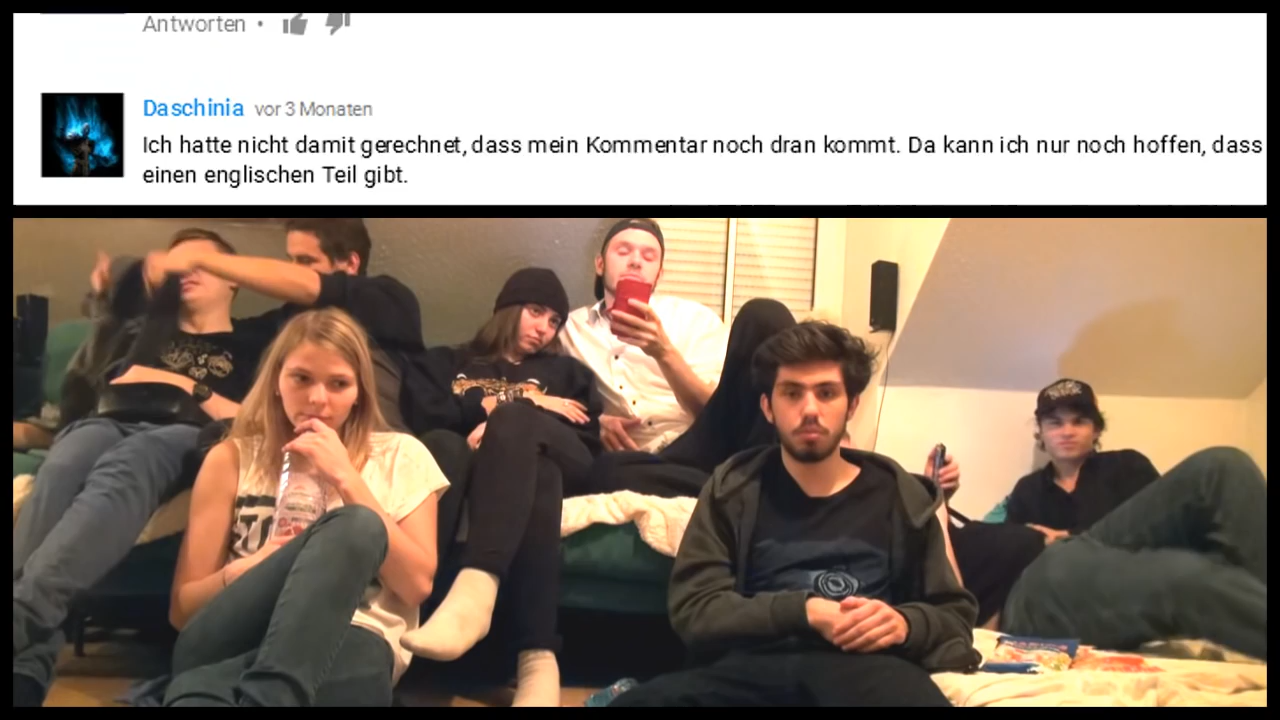 Antworten •
Daschinia vor 3 Monaten
Ich hatte nicht damit gerechnet, dass mein Kommentar noch dran kommt. Da kann ich nur noch hoffen, dass
einen englischen Teil gibt.